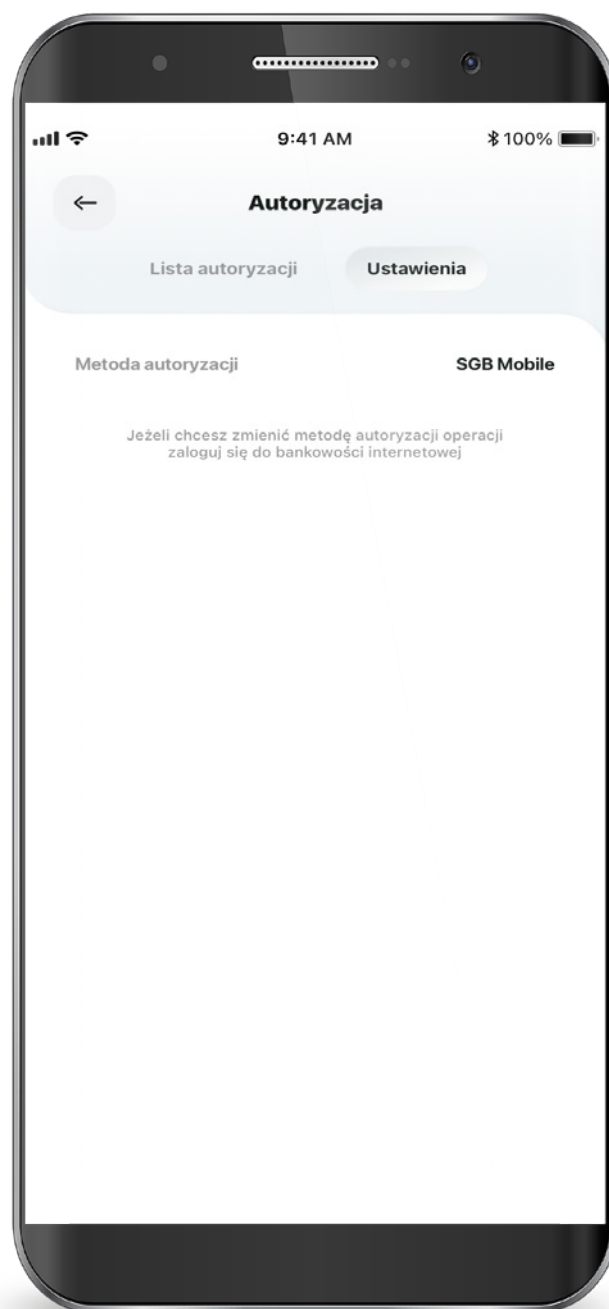 9:41 AM
100%
Autoryzacja
Lista autoryzacji
Ustawienia
Metoda autoryzacji
SGB Mobile
Jeżeli chcesz zmienić metodę autoryzacji operacji
zaloguj się do bankowości internetowej